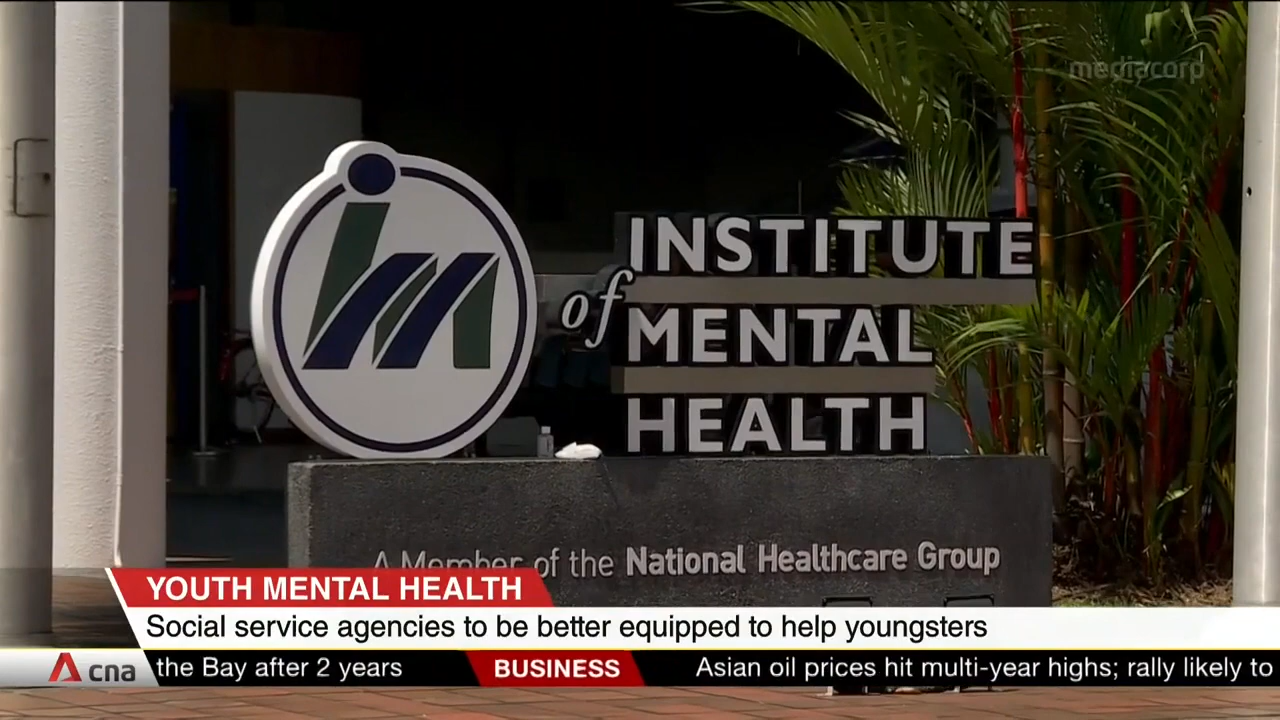 mediacorp
im
INSTITUTE
of MENTAL
HEALTH
A Member of the National Healthcare Group
YOUTH MENTAL HEALTH
Social service agencies to be better equipped to help youngsters
cna the Bay after 2 years BUSINESS Asian oil prices hit multi-year highs; rally likely to